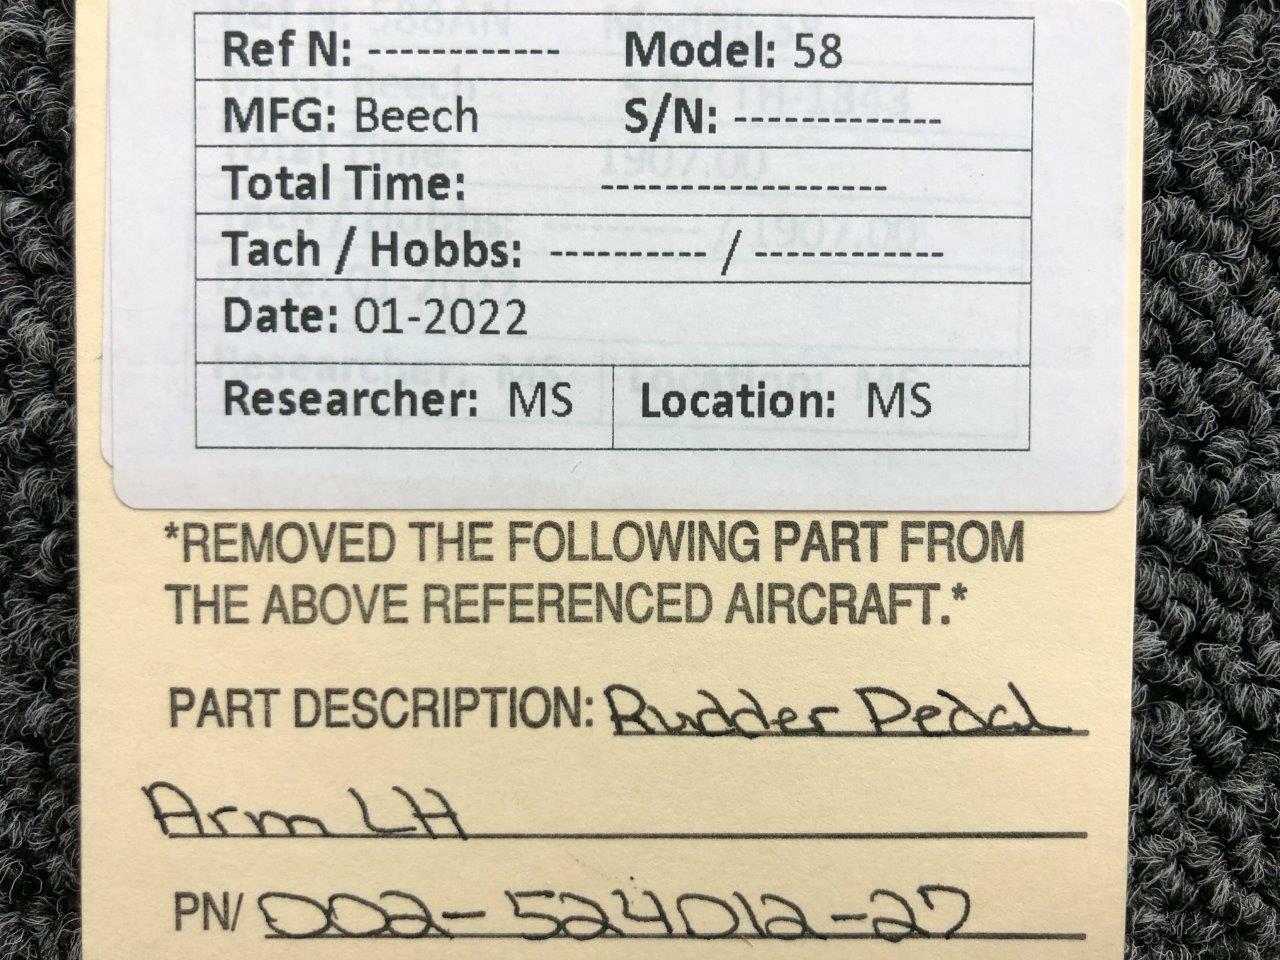 Ref N: ------------ Model: 58
MFG: Beech S/N: -------------
Total Time: ------------------
Tach / Hobbs: ---------- / ------------
Date: 01-2022
Researcher: MS Location: MS
*REMOVED THE FOLLOWING PART FROM
THE ABOVE REFERENCED AIRCRAFT.*
PART DESCRIPTION: Rudder Pedal
Arm LH
PN/ 002-524012-27